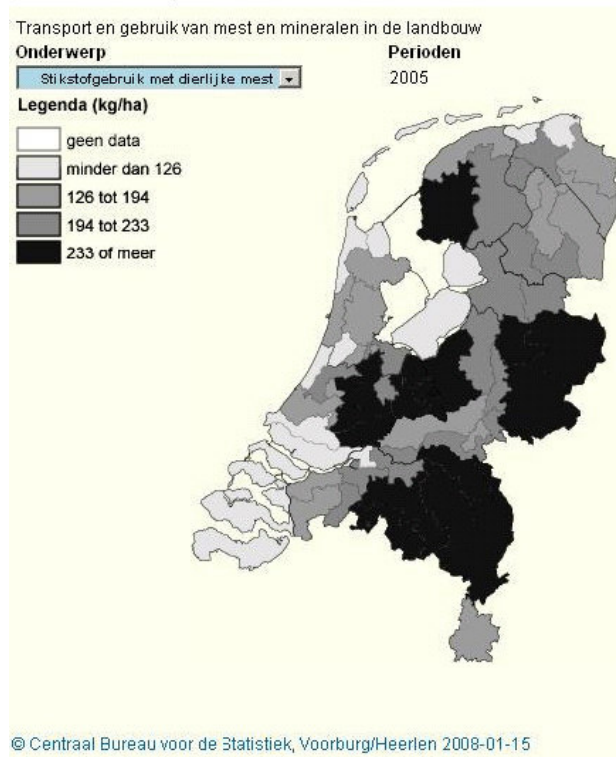 Transport en gebruik van mest en mineralen in de landbouw
Onderwerp Perioden
Stikstofgebruik met dierlijke mest 2005
Legenda (kg/ha)
geen data
minder dan 126
126 tot 194
194 tot 233
233 of meer
© Centraal Bureau voor de Statistiek, Voorburg/Heerlen 2008-01-15